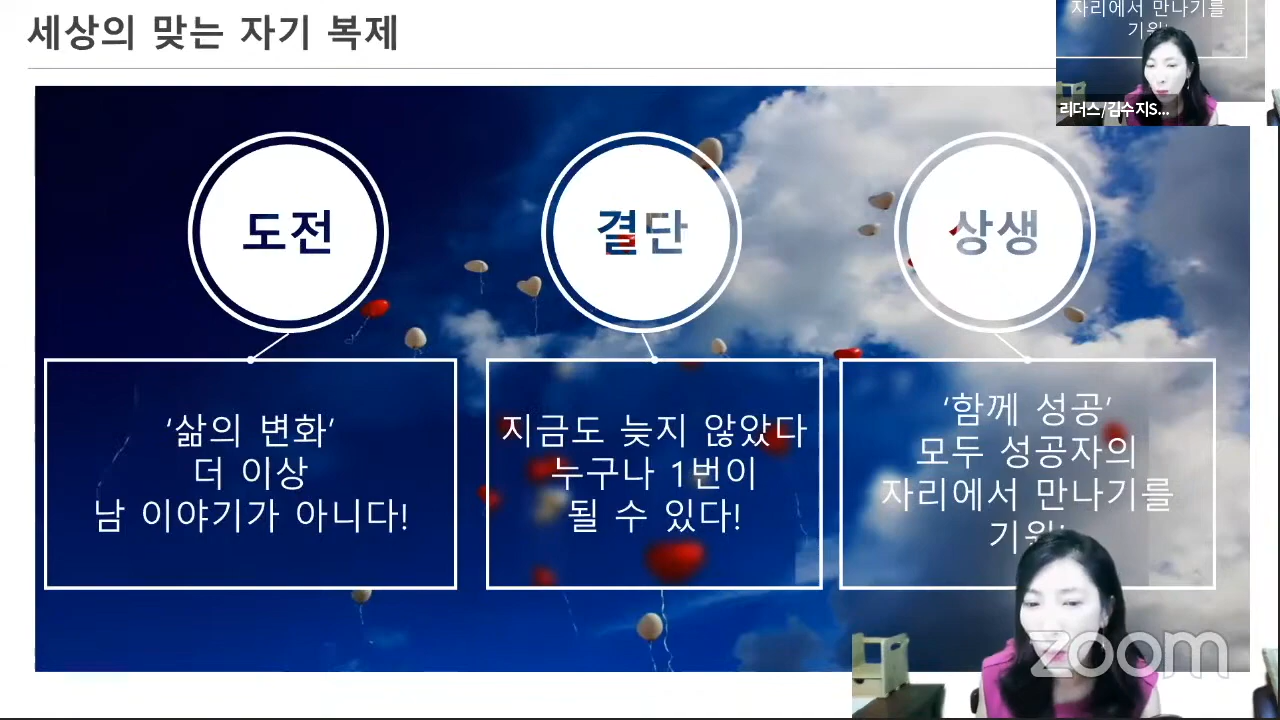 세상의 맞는 자기 복제
자리에서 만나기를
리더스/김수지S...
도전
결단
상생
‘삶의 변화’
더 이상
남 이야기가 아니다!
지금도 늦지 않았다
누구나 1번이
될 수 있다!
‘함께 성공’
모두 성공자의
자리에서 만나기를
zoom